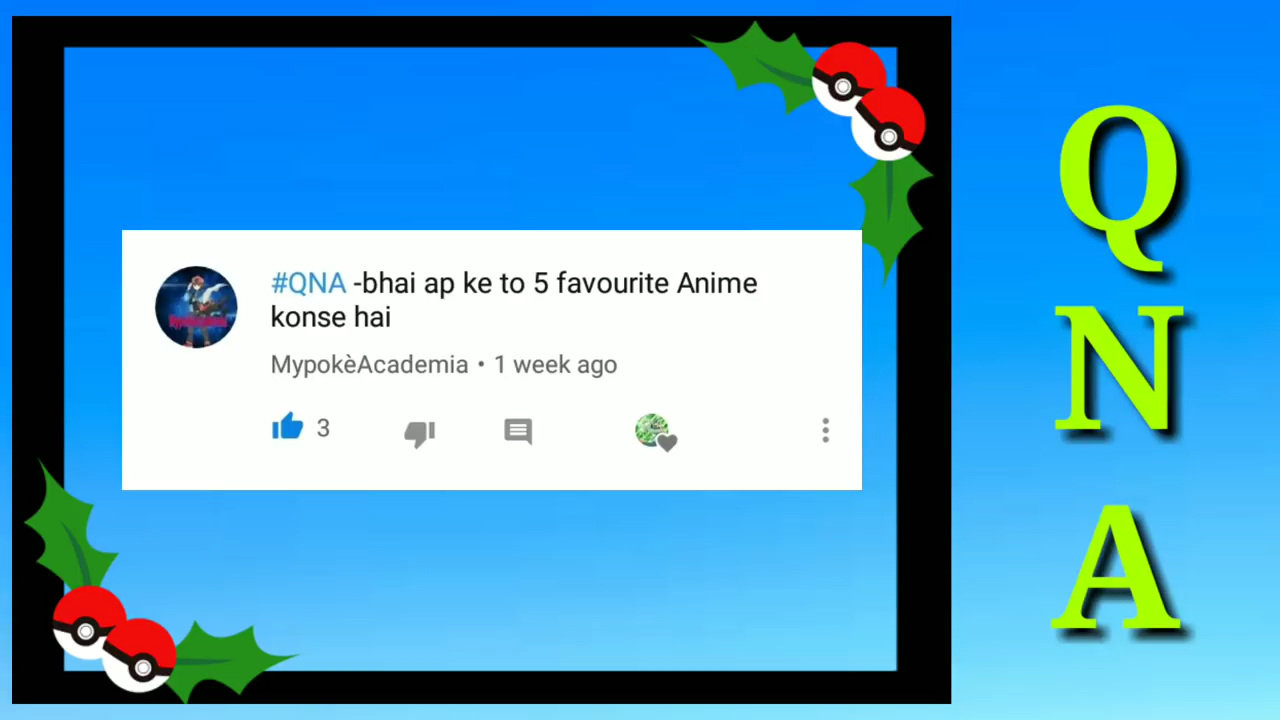 #QNA -bhai ap ke to 5 favourite Anime
konse hai
MypokèAcademia • 1 week ago
3
Q
N
A